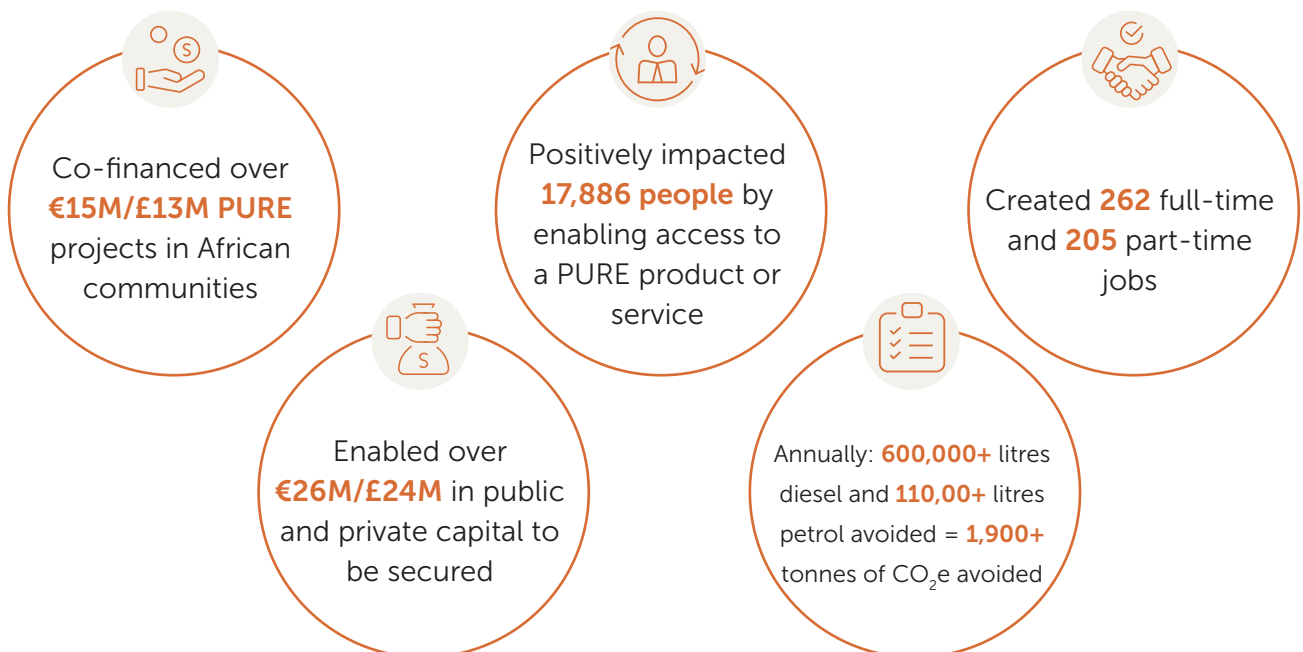 Co-financed over
€15M/£13M PURE
projects in African
communities
Positively impacted
17,886 people by
enabling access to
a PURE product or
service
Created 262 full-time
and 205 part-time
jobs
Enabled over
€26M/£24M in public
and private capital to
be secured
Annually: 600,000+ litres
diesel and 110,00+ litres
petrol avoided = 1,900+
tonnes of CO₂e avoided